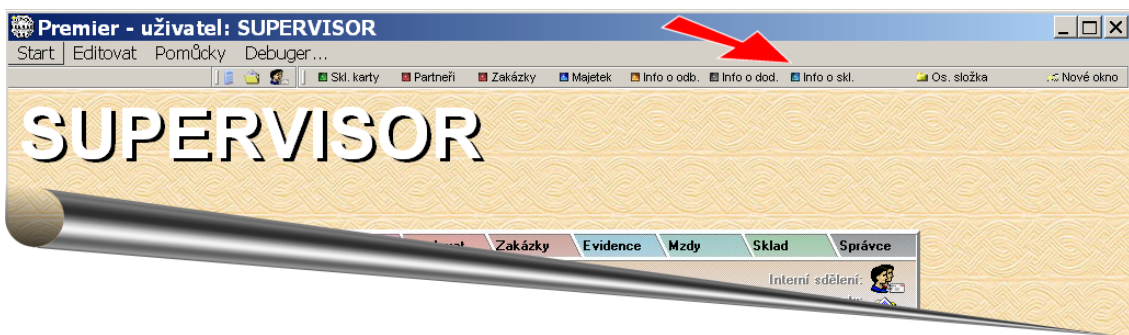 Premier - uživatel: SUPERVISOR
Start Editovat Pomůcky Debuger...
Skl. karty Partneři Zakázky Majetek Info o odb. Info o dod. Info o skl. Os. složka Nové okno
SUPERVISOR
Zakázky Evidence Mzdy Sklad Správce
Interní sdělení: